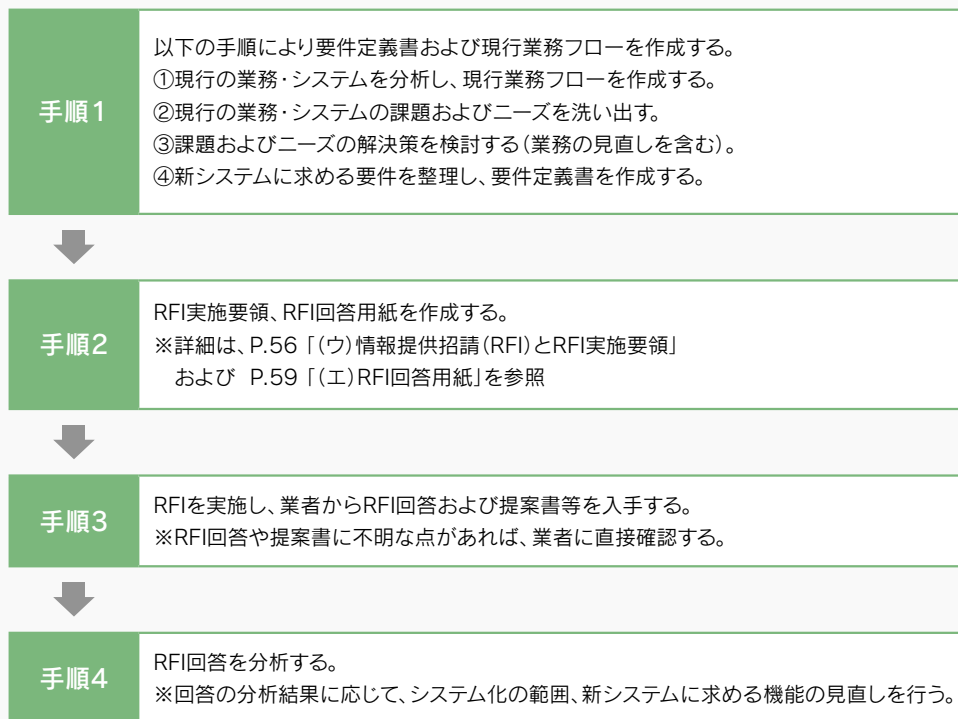 手順1
以下の手順により要件定義書および現行業務フローを作成する。
①現行の業務・システムを分析し、現行業務フローを作成する。
②現行の業務・システムの課題およびニーズを洗い出す。
③課題およびニーズの解決策を検討する（業務の見直しを含む）。
④新システムに求める要件を整理し、要件定義書を作成する。
手順2
RFI実施要領、RFI回答用紙を作成する。
※詳細は、P.56「（ウ）情報提供招請（RFI）とRFI実施要領」
および P.59「（エ）RFI回答用紙」を参照
手順3
RFIを実施し、業者からRFI回答および提案書等を入手する。
※RFI回答や提案書に不明な点があれば、業者に直接確認する。
手順4
RFI回答を分析する。
※回答の分析結果に応じて、システム化の範囲、新システムに求める機能の見直しを行う。